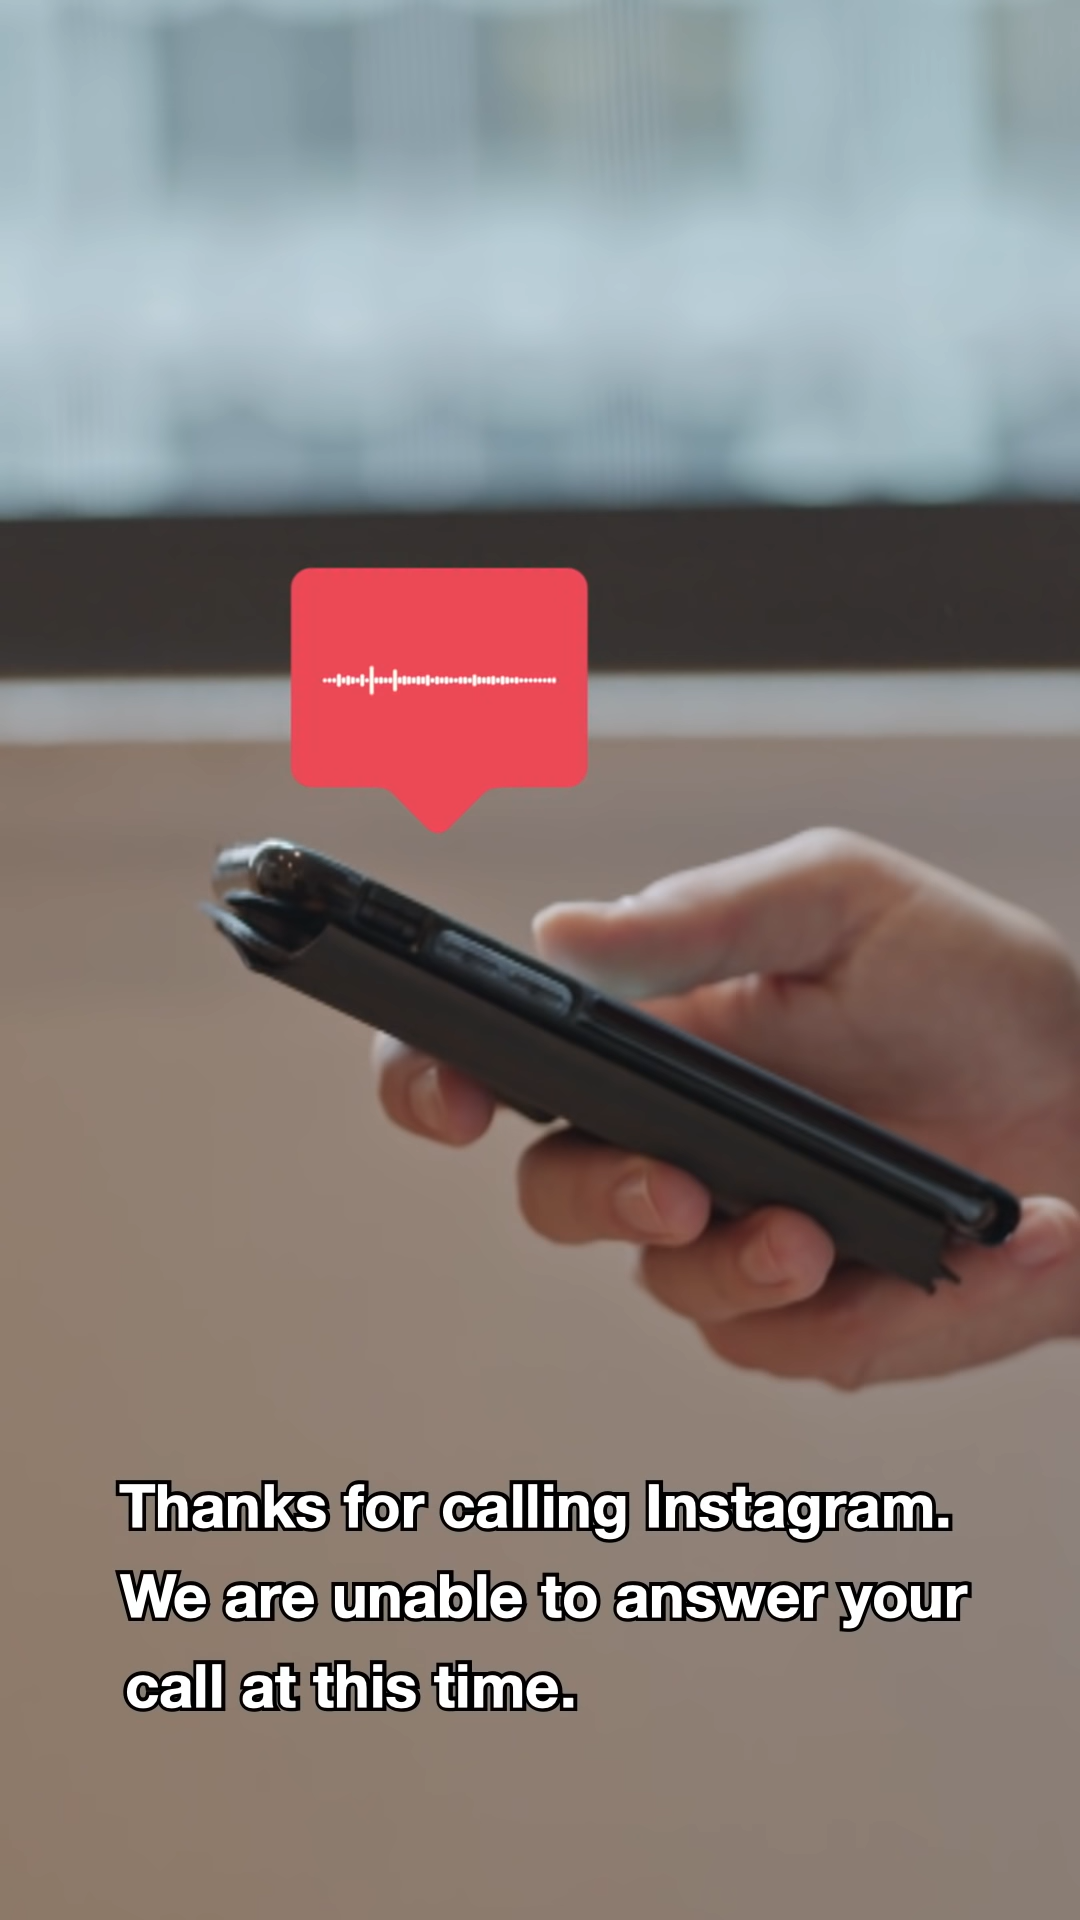 Thanks for calling Instagram.
We are unable to answer your
call at this time.